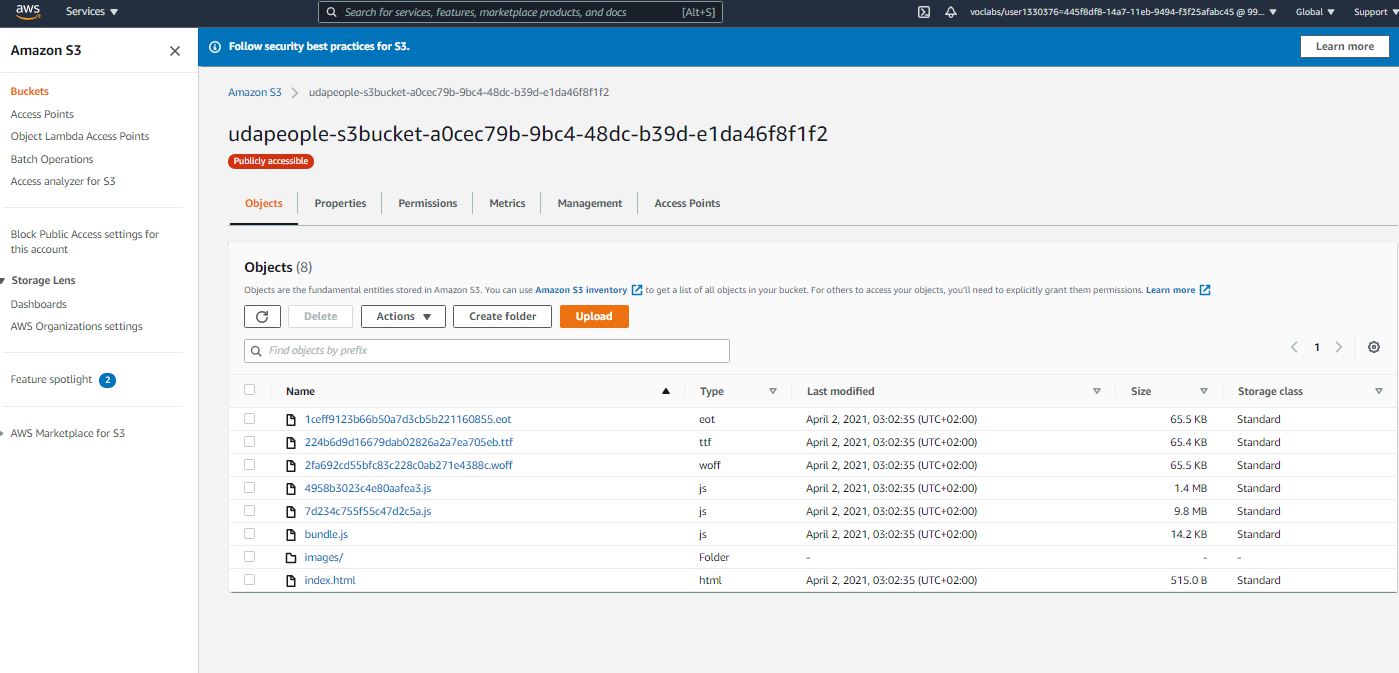 aws Services Search for services, features, marketplace products, and docs [Alt+S] voclabs/user1330376=445f8df8-14a7-11eb-9494-f3f25afabc45 @ 99... Global Support
Amazon S3
Follow security best practices for S3. Learn more
Buckets
Access Points
Object Lambda Access Points
Batch Operations
Access analyzer for S3
Block Public Access settings for
this account
Storage Lens
Dashboards
AWS Organizations settings
Feature spotlight 2
AWS Marketplace for S3
Amazon S3 udapeople-s3bucket-a0cec79b-9bc4-48dc-b39d-e1da46f8f1f2
udapeople-s3bucket-a0cec79b-9bc4-48dc-b39d-e1da46f8f1f2
Publicly accessible
Objects Properties Permissions Metrics Management Access Points
Objects (8)
Objects are the fundamental entities stored in Amazon S3. You can use Amazon S3 inventory to get a list of all objects in your bucket. For others to access your objects, you'll need to explicitly grant them permissions. Learn more
Delete Actions Create folder Upload
Find objects by prefix 1
Name Type Last modified Size Storage class
1ceff9123b66b50a7d3cb5b221160855.eot eot April 2, 2021, 03:02:35 (UTC+02:00) 65.5 KB Standard
224b6d9d16679dab02826a2a7ea705eb.ttf ttf April 2, 2021, 03:02:35 (UTC+02:00) 65.4 KB Standard
2fa692cd55bfc83c228c0ab271e4388c.woff woff April 2, 2021, 03:02:35 (UTC+02:00) 65.5 KB Standard
4958b3023c4e80aafea3.js js April 2, 2021, 03:02:35 (UTC+02:00) 1.4 MB Standard
7d234c755f55c47d2c5a.js js April 2, 2021, 03:02:35 (UTC+02:00) 9.8 MB Standard
bundle.js js April 2, 2021, 03:02:35 (UTC+02:00) 14.2 KB Standard
images/ Folder - - -
index.html html April 2, 2021, 03:02:35 (UTC+02:00) 515.0 B Standard